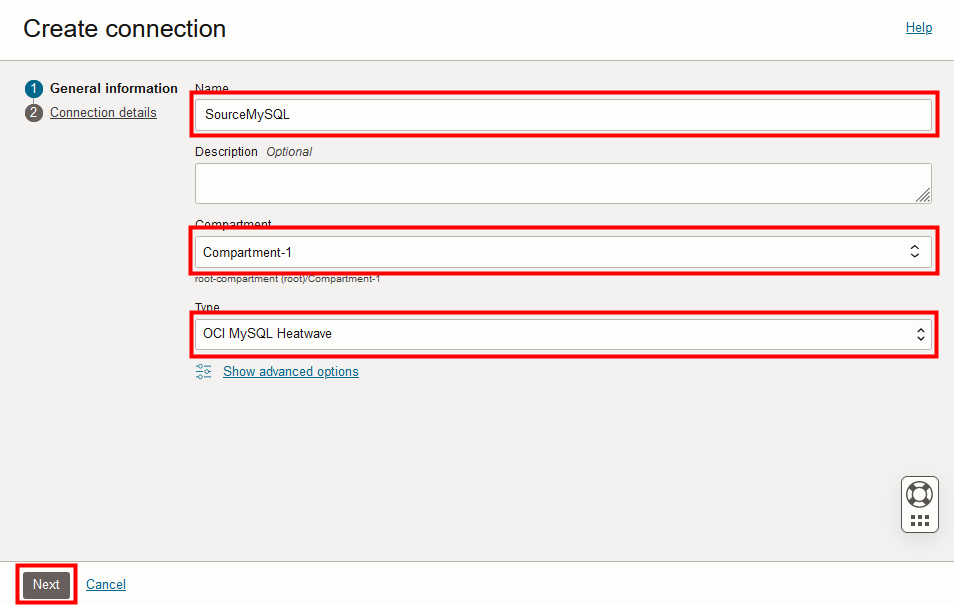 Create connection
Help
1 General information
2 Connection details
Name
SourceMySQL
Description Optional
Compartment
Compartment-1
root-compartment (root)/Compartment-1
Type
OCI MySQL Heatwave
Show advanced options
Next Cancel